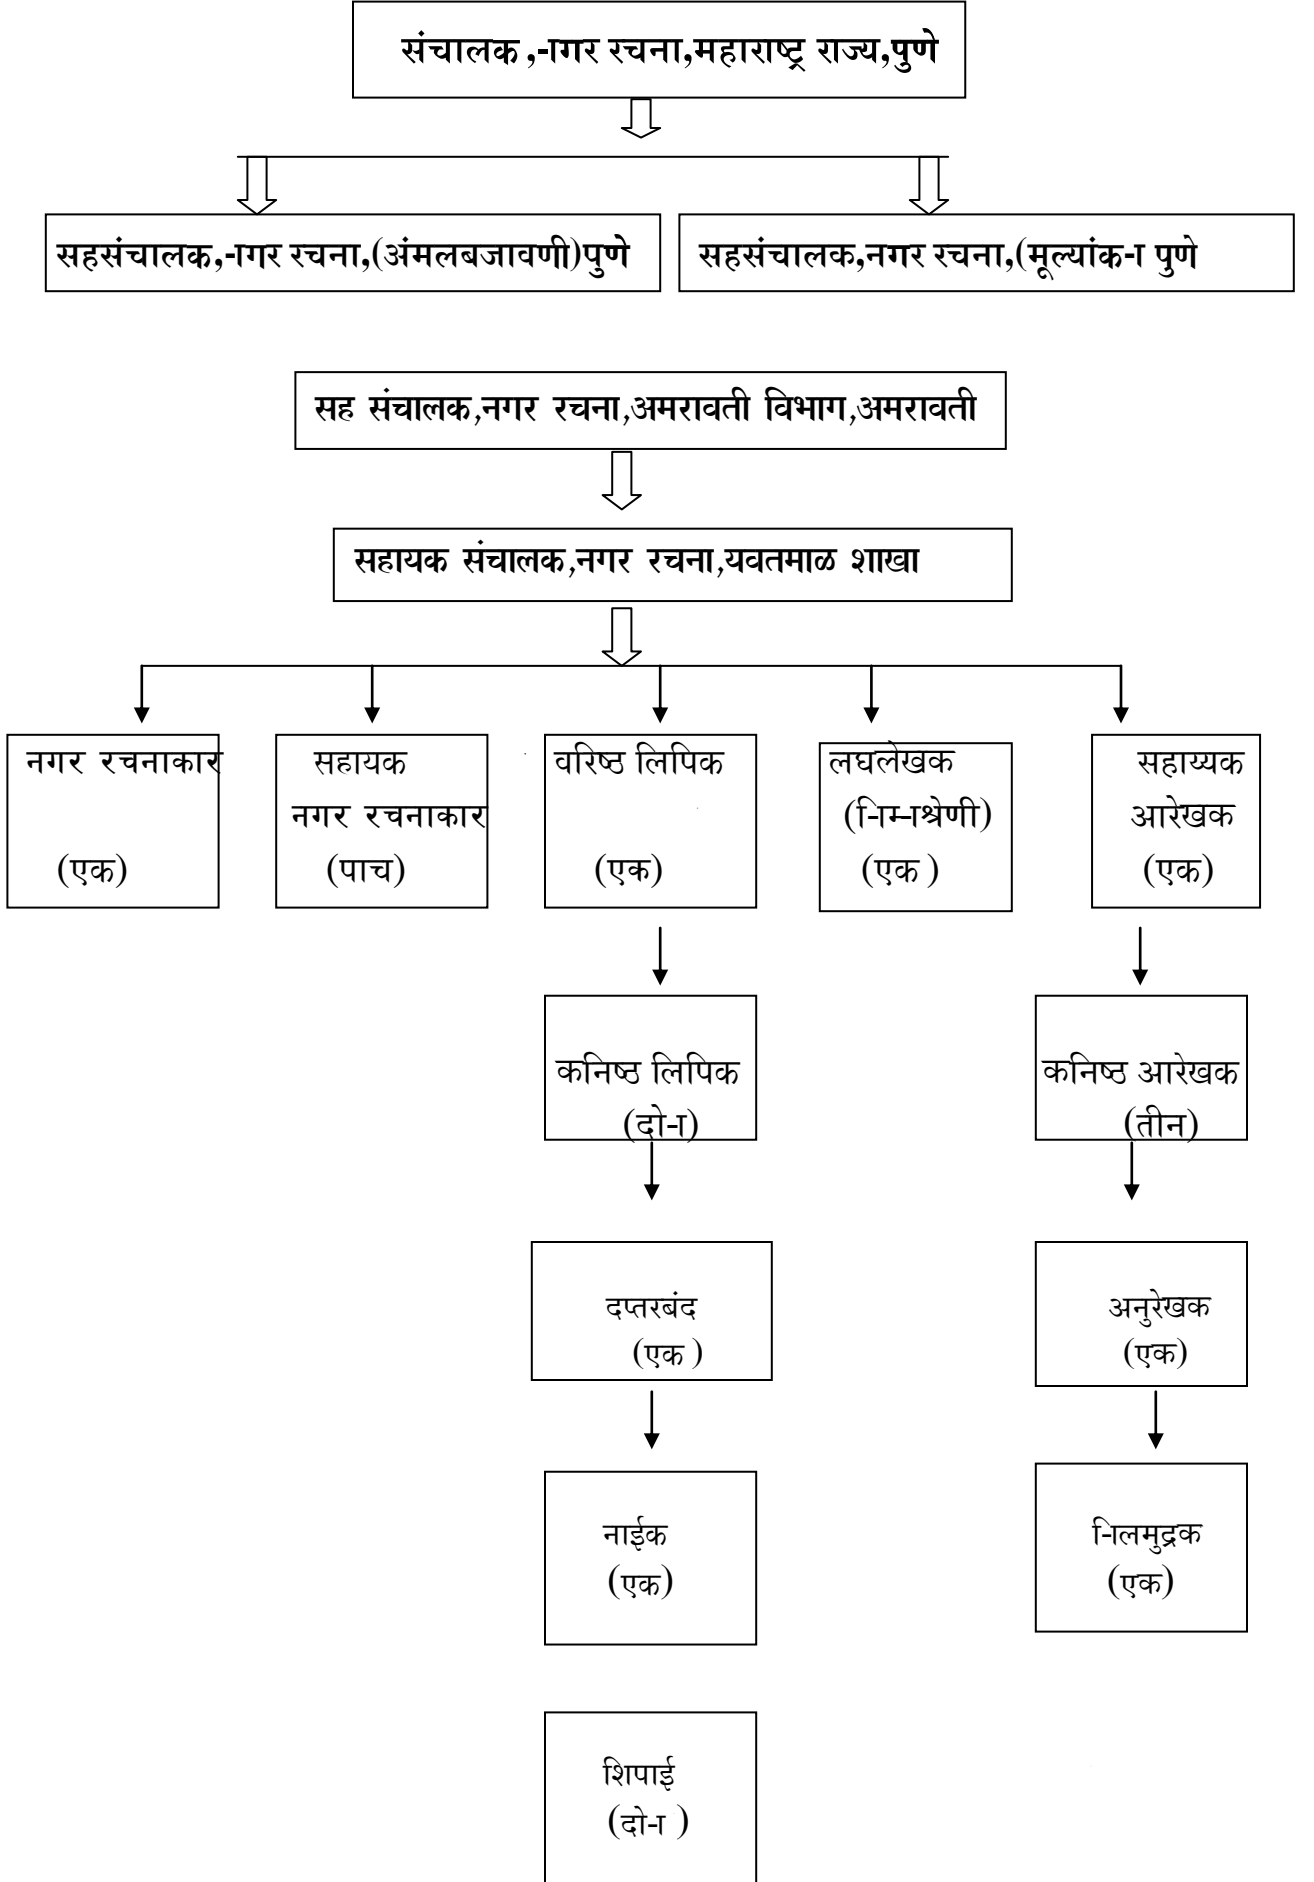 संचालक,-ागर रचना,महाराष्ट्र राज्य,पुणे
सहसंचालक,-ागर रचना,(अंमलबजावणी)पुणे
सहसंचालक,नगर रचना,(मूल्यांक-ा पुणे
सह संचालक,नगर रचना,अमरावती विभाग,अमरावती
सहायक संचालक,नगर रचना,यवतमाळ शाखा
नगर रचनाकार
(एक)
सहायक
नगर रचनाकार
(पाच)
वरिष्ठ लिपिक
(एक)
लघलेखक
(-िाम्-ाश्रेणी)
(एक )
सहाय्यक
आरेखक
(एक)
कनिष्ठ लिपिक
(दो-ा)
कनिष्ठ आरेखक
(तीन)
दप्तरबंद
(एक )
अनुरेखक
(एक)
नाईक
(एक)
-िालमुद्रक
(एक)
शिपाई
(दो-ा )